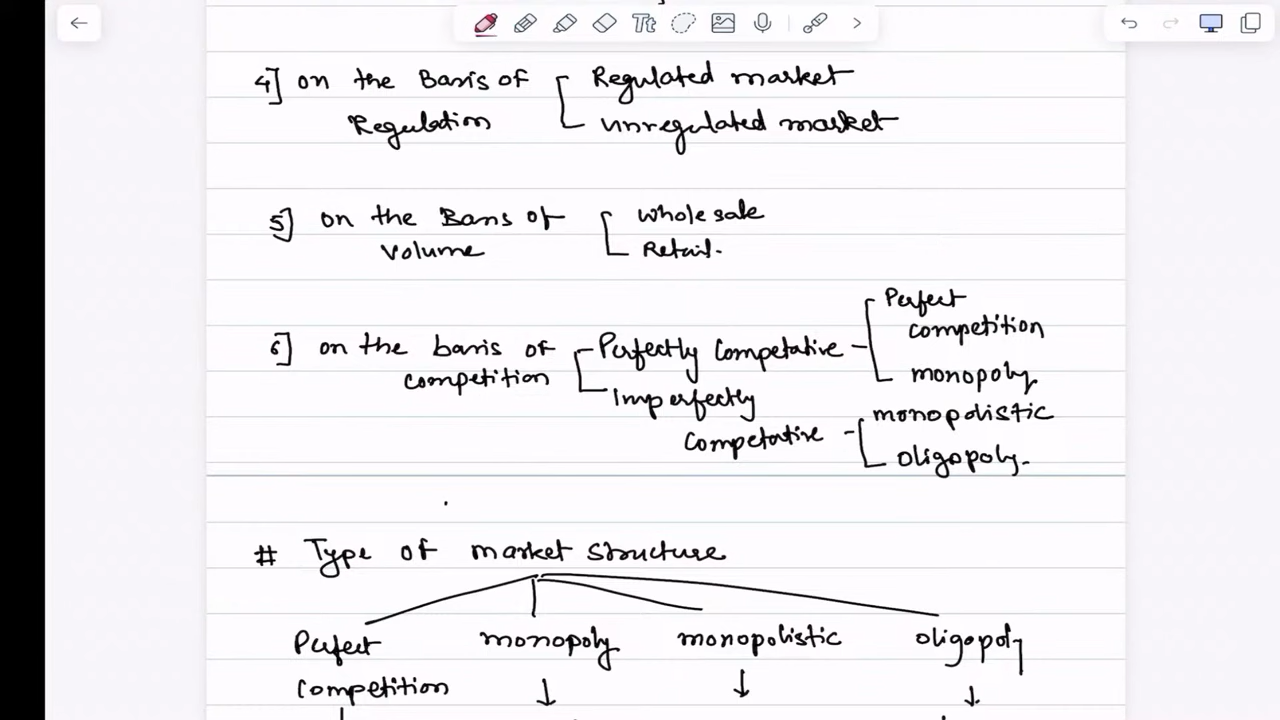 4] on the Basis of Regulated market
Regulation unregulated market
5] on the Basis of Wholesale
Volume Retail.
Perfect
competition
6] on the basis of Perfectly Competative
competition monopoly
Imperfectly monopolistic
Competative oligopoly.
# Type of market structure
Perfect monopoly monopolistic oligopoly
Competition